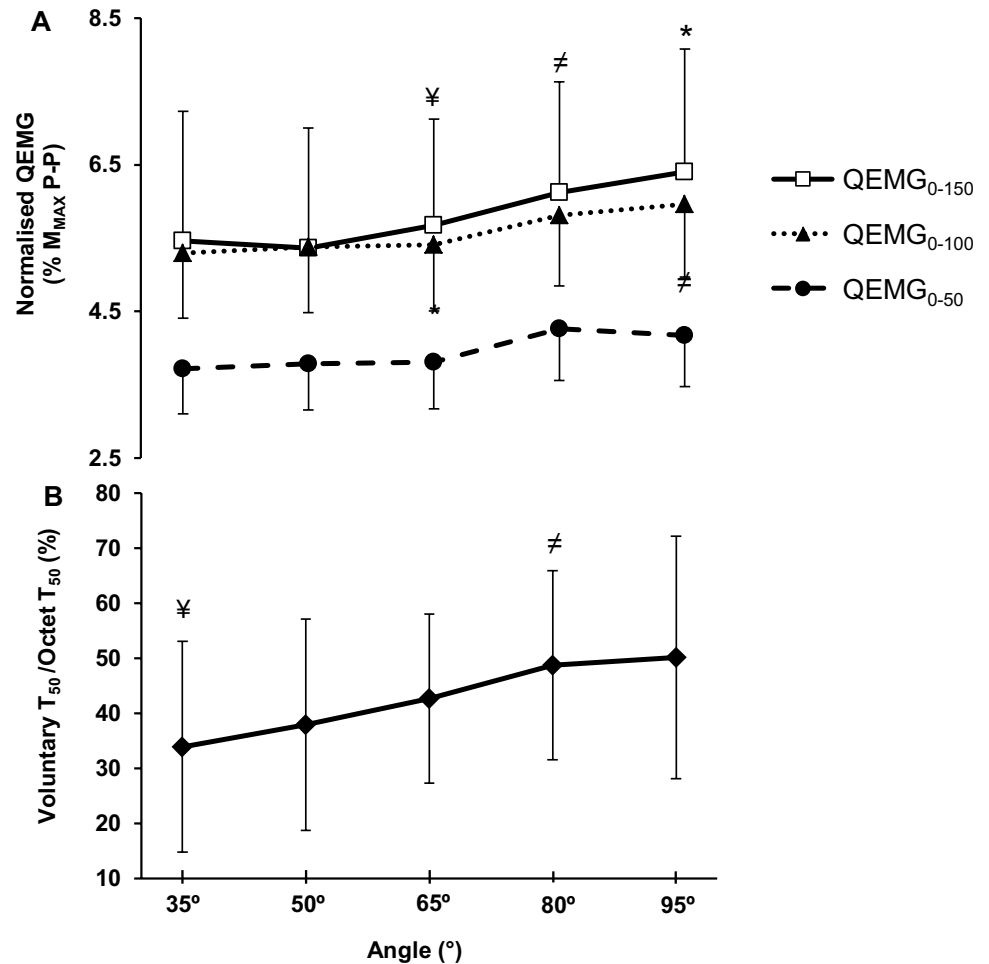 A
Normalised QEMG
(% MMAX P-P)
8.5
6.5
4.5
2.5
¥
≠
*
*
≠
QEMG0-150
QEMG0-100
QEMG0-50
B
Voluntary T50 /Octet T50 (%)
80
70
60
50
40
30
20
10
¥
≠
35º
50º
65º
80º
95º
Angle (°)